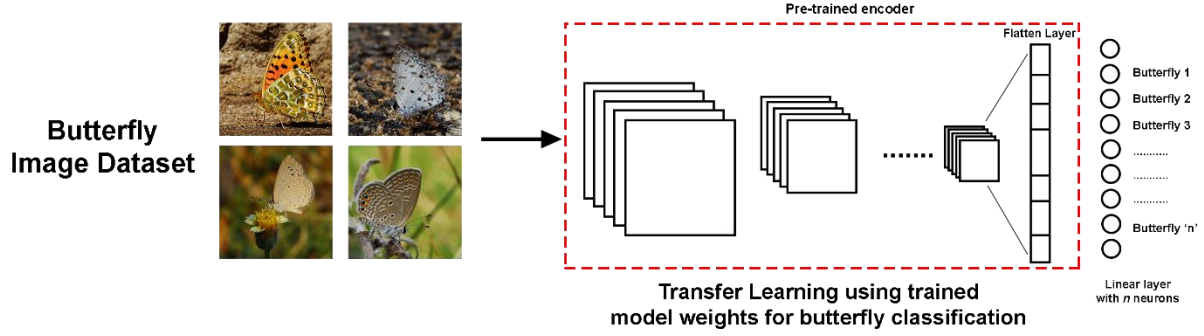 Butterfly
Image Dataset
Pre-trained encoder
Flatten Layer
Butterfly 1
Butterfly 2
Butterfly 3
...........
...........
...........
Butterfly ‘n’
Linear layer
with n neurons
Transfer Learning using trained
model weights for butterfly classification